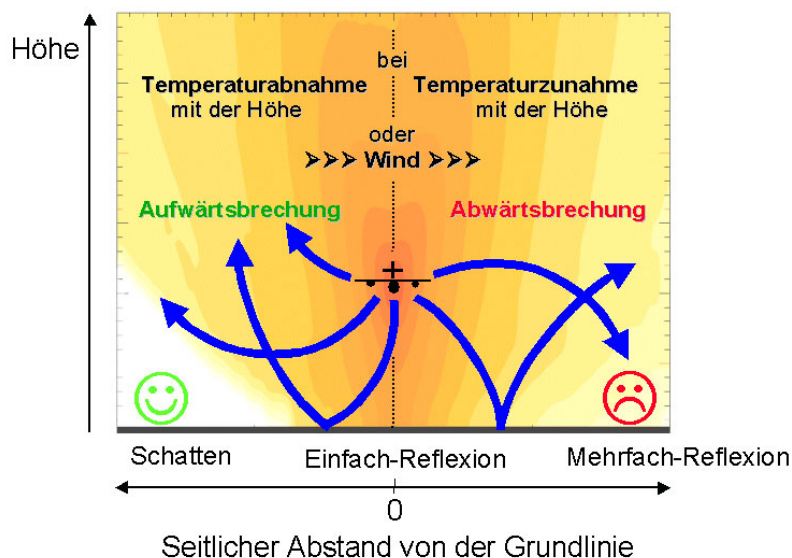 Höhe
bei
Temperaturabnahme
mit der Höhe
Temperaturzunahme
mit der Höhe
oder
Wind
Aufwärtsbrechung
Abwärtsbrechung
Schatten
Einfach-Reflexion
Mehrfach-Reflexion
0
Seitlicher Abstand von der Grundlinie